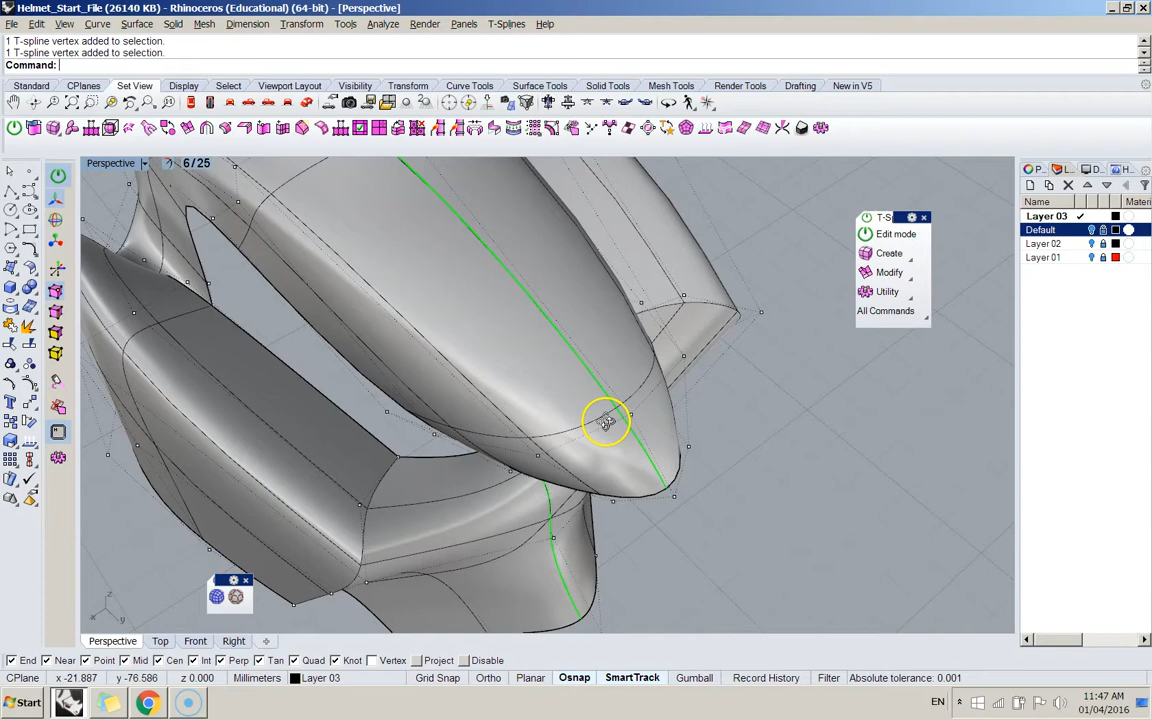 Helmet_Start_File (26140 KB) - Rhinoceros (Educational) (64-bit) - [Perspective]
File Edit View Curve Surface Solid Mesh Dimension Transform Tools Analyze Render Panels T-Splines Help
1 T-spline vertex added to selection.
1 T-spline vertex added to selection.
Command:
Standard CPlanes Set View Display Select Viewport Layout Visibility Transform Curve Tools Surface Tools Solid Tools Mesh Tools Render Tools Drafting New in V5
Perspective 6/25
Name Materi
Layer 03
Default
Layer 02
Layer 01
Edit mode
Create
Modify
Utility
All Commands
z
x y
Perspective Top Front Right
End Near Point Mid Cen Int Perp Tan Quad Knot Vertex Project Disable
CPlane x -21.887 y -76.586 z 0.000 Millimeters Layer 03 Grid Snap Ortho Planar Osnap SmartTrack Gumball Record History Filter Absolute tolerance: 0.001
Start EN 11:47 AM
01/04/2016